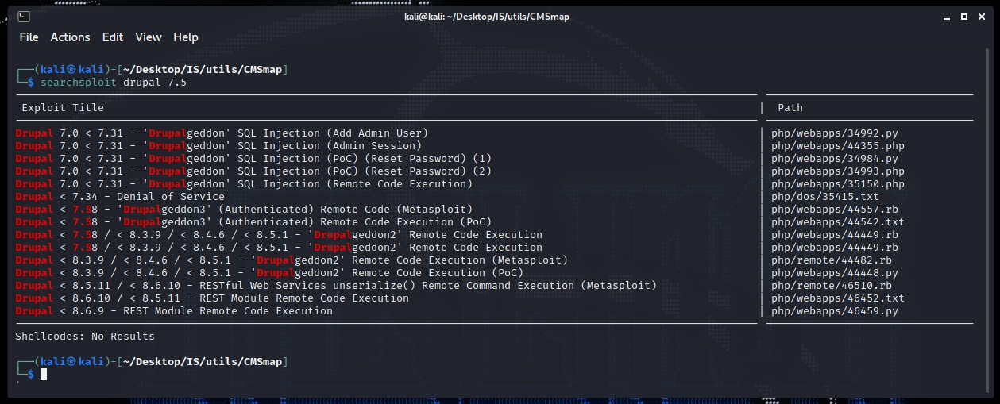 kali@kali: ~/Desktop/IS/utils/CMSmap
File Actions Edit View Help
┌──(kali㉿kali)-[~/Desktop/IS/utils/CMSmap]
└─$ searchsploit drupal 7.5
Exploit Title | Path
Drupal 7.0 < 7.31 - 'Drupalgeddon' SQL Injection (Add Admin User) | php/webapps/34992.py
Drupal 7.0 < 7.31 - 'Drupalgeddon' SQL Injection (Admin Session) | php/webapps/44355.php
Drupal 7.0 < 7.31 - 'Drupalgeddon' SQL Injection (PoC) (Reset Password) (1) | php/webapps/34984.py
Drupal 7.0 < 7.31 - 'Drupalgeddon' SQL Injection (PoC) (Reset Password) (2) | php/webapps/34993.php
Drupal 7.0 < 7.31 - 'Drupalgeddon' SQL Injection (Remote Code Execution) | php/webapps/35150.php
Drupal < 7.34 - Denial of Service | php/dos/35415.txt
Drupal < 7.58 - 'Drupalgeddon3' (Authenticated) Remote Code (Metasploit) | php/webapps/44557.rb
Drupal < 7.58 - 'Drupalgeddon3' (Authenticated) Remote Code Execution (PoC) | php/webapps/44542.txt
Drupal < 7.58 / < 8.3.9 / < 8.4.6 / < 8.5.1 - 'Drupalgeddon2' Remote Code Execution | php/webapps/44449.rb
Drupal < 7.58 / < 8.3.9 / < 8.4.6 / < 8.5.1 - 'Drupalgeddon2' Remote Code Execution | php/webapps/44449.rb
Drupal < 8.3.9 / < 8.4.6 / < 8.5.1 - 'Drupalgeddon2' Remote Code Execution (Metasploit) | php/remote/44482.rb
Drupal < 8.3.9 / < 8.4.6 / < 8.5.1 - 'Drupalgeddon2' Remote Code Execution (PoC) | php/webapps/44448.py
Drupal < 8.5.11 / < 8.6.10 - RESTful Web Services unserialize() Remote Command Execution (Metasploit) | php/remote/46510.rb
Drupal < 8.6.10 / < 8.5.11 - REST Module Remote Code Execution | php/webapps/46452.txt
Drupal < 8.6.9 - REST Module Remote Code Execution | php/webapps/46459.py
Shellcodes: No Results
┌──(kali㉿kali)-[~/Desktop/IS/utils/CMSmap]
└─$